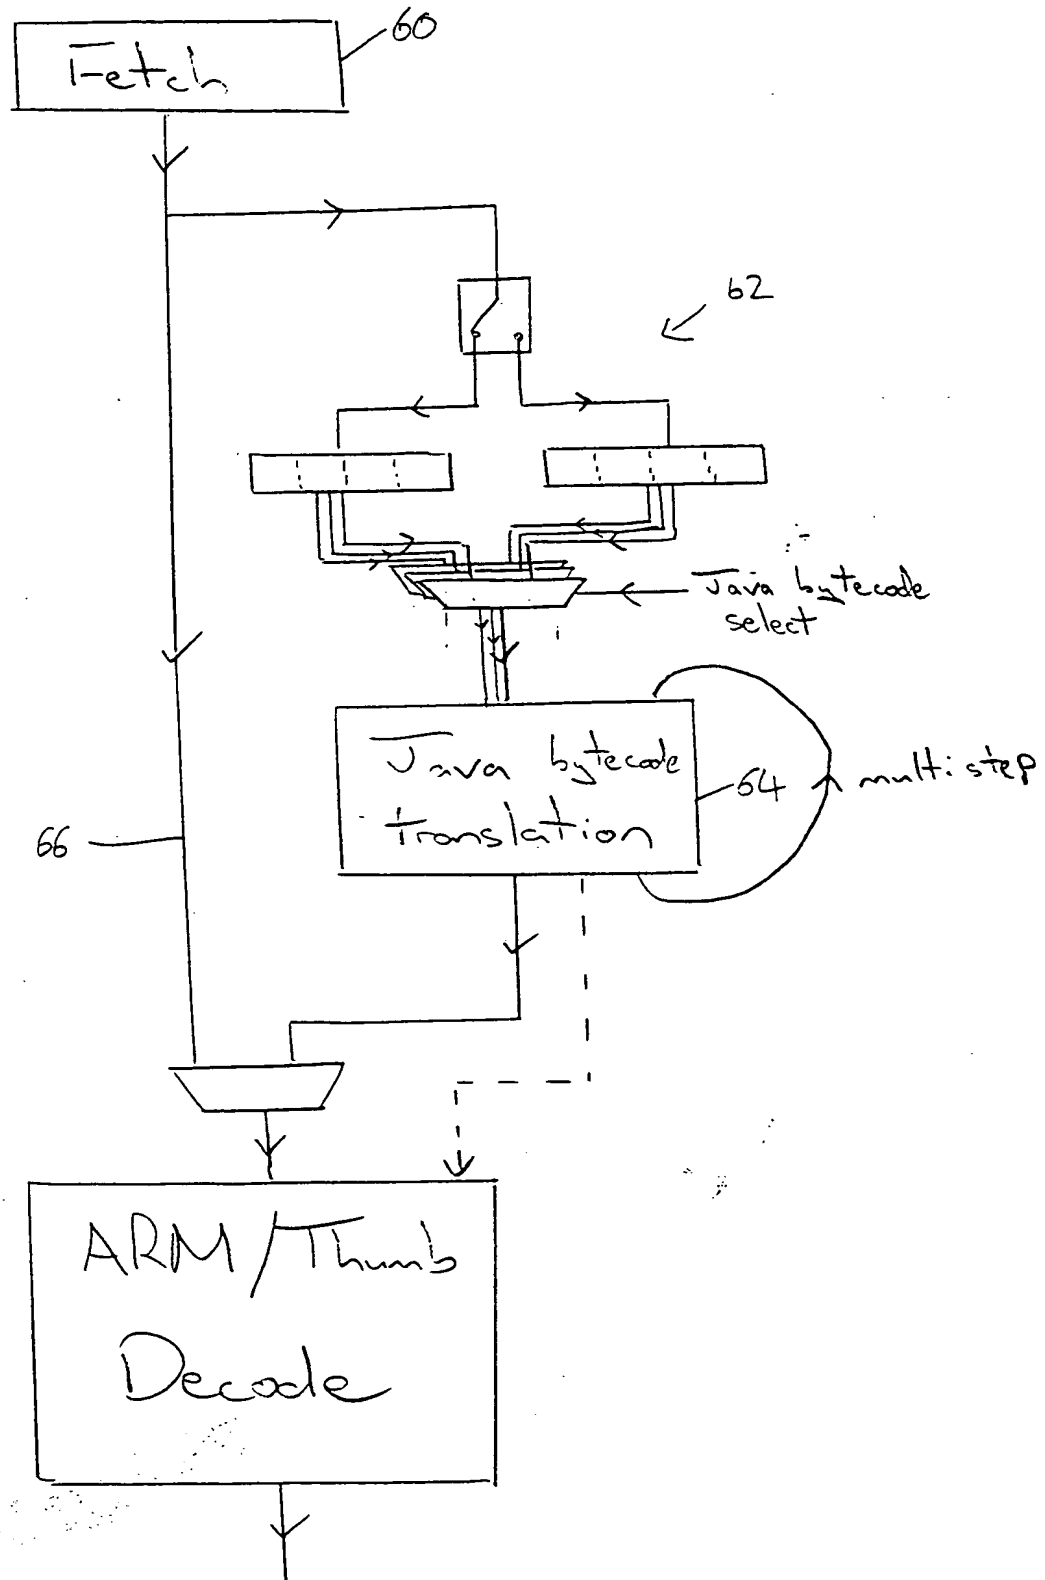 Fetch
60
62
Java bytecode
select
Java bytecode
translation
64
multistep
66
ARM/Thumb
Decode